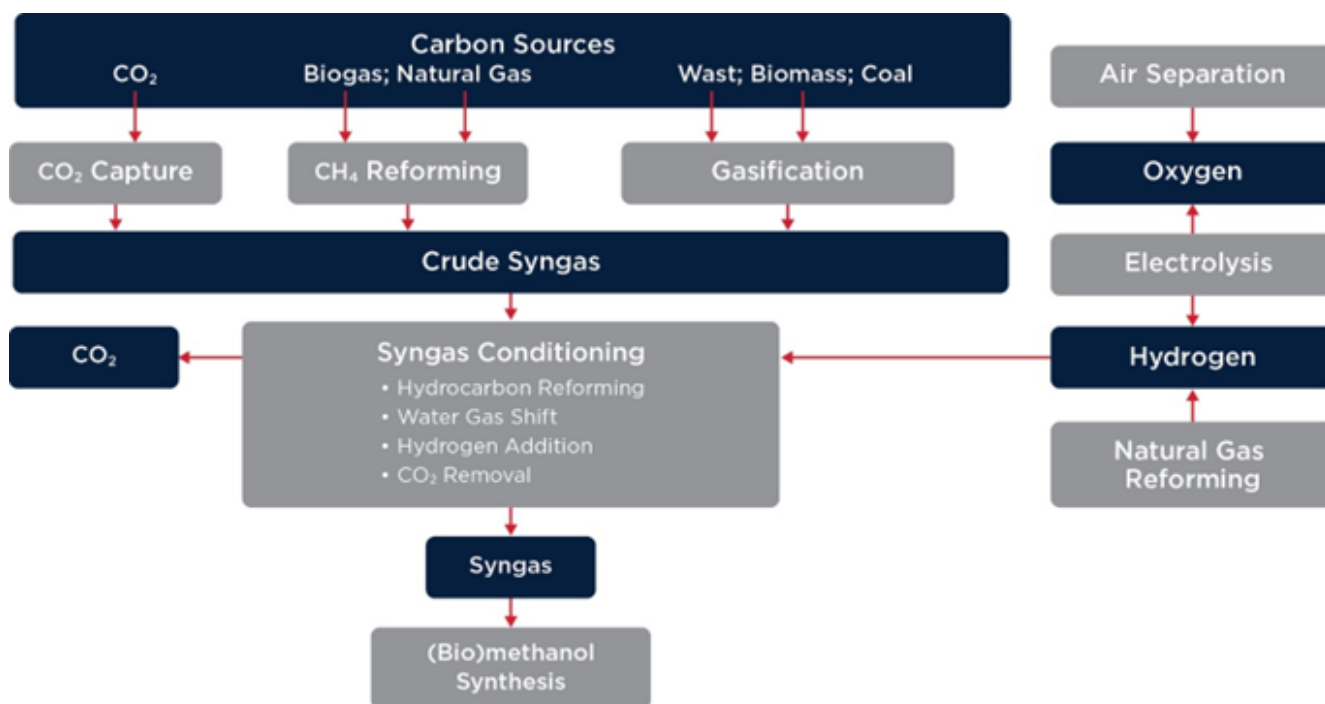 Carbon Sources
CO₂
Biogas; Natural Gas
Wast; Biomass; Coal
Air Separation
CO₂ Capture
CH₄ Reforming
Gasification
Oxygen
Crude Syngas
Electrolysis
CO₂
Syngas Conditioning
• Hydrocarbon Reforming
• Water Gas Shift
• Hydrogen Addition
• CO₂ Removal
Hydrogen
Natural Gas
Reforming
Syngas
(Bio)methanol
Synthesis